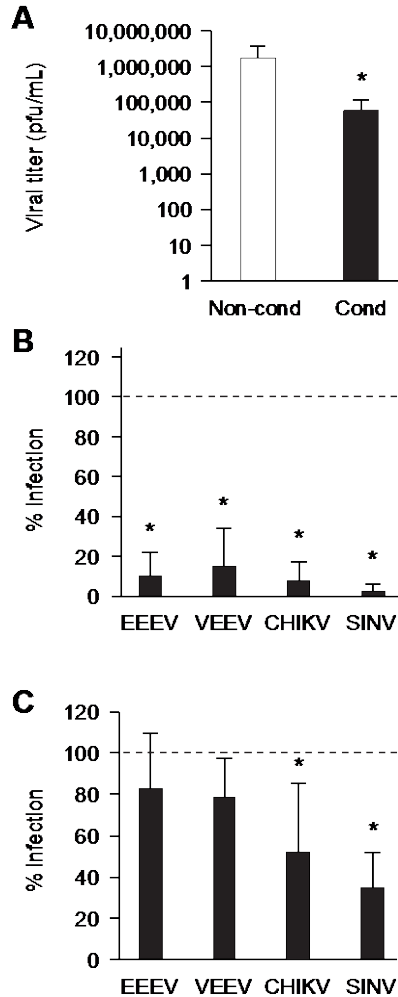 A
Viral titer (pfu/mL)
10,000,000
1,000,000
100,000
10,000
1,000
100
10
1
*
Non-cond Cond
B
% Infection
120
100
80
60
40
20
0
* * * *
EEEV VEEV CHIKV SINV
C
% Infection
120
100
80
60
40
20
0
* *
EEEV VEEV CHIKV SINV